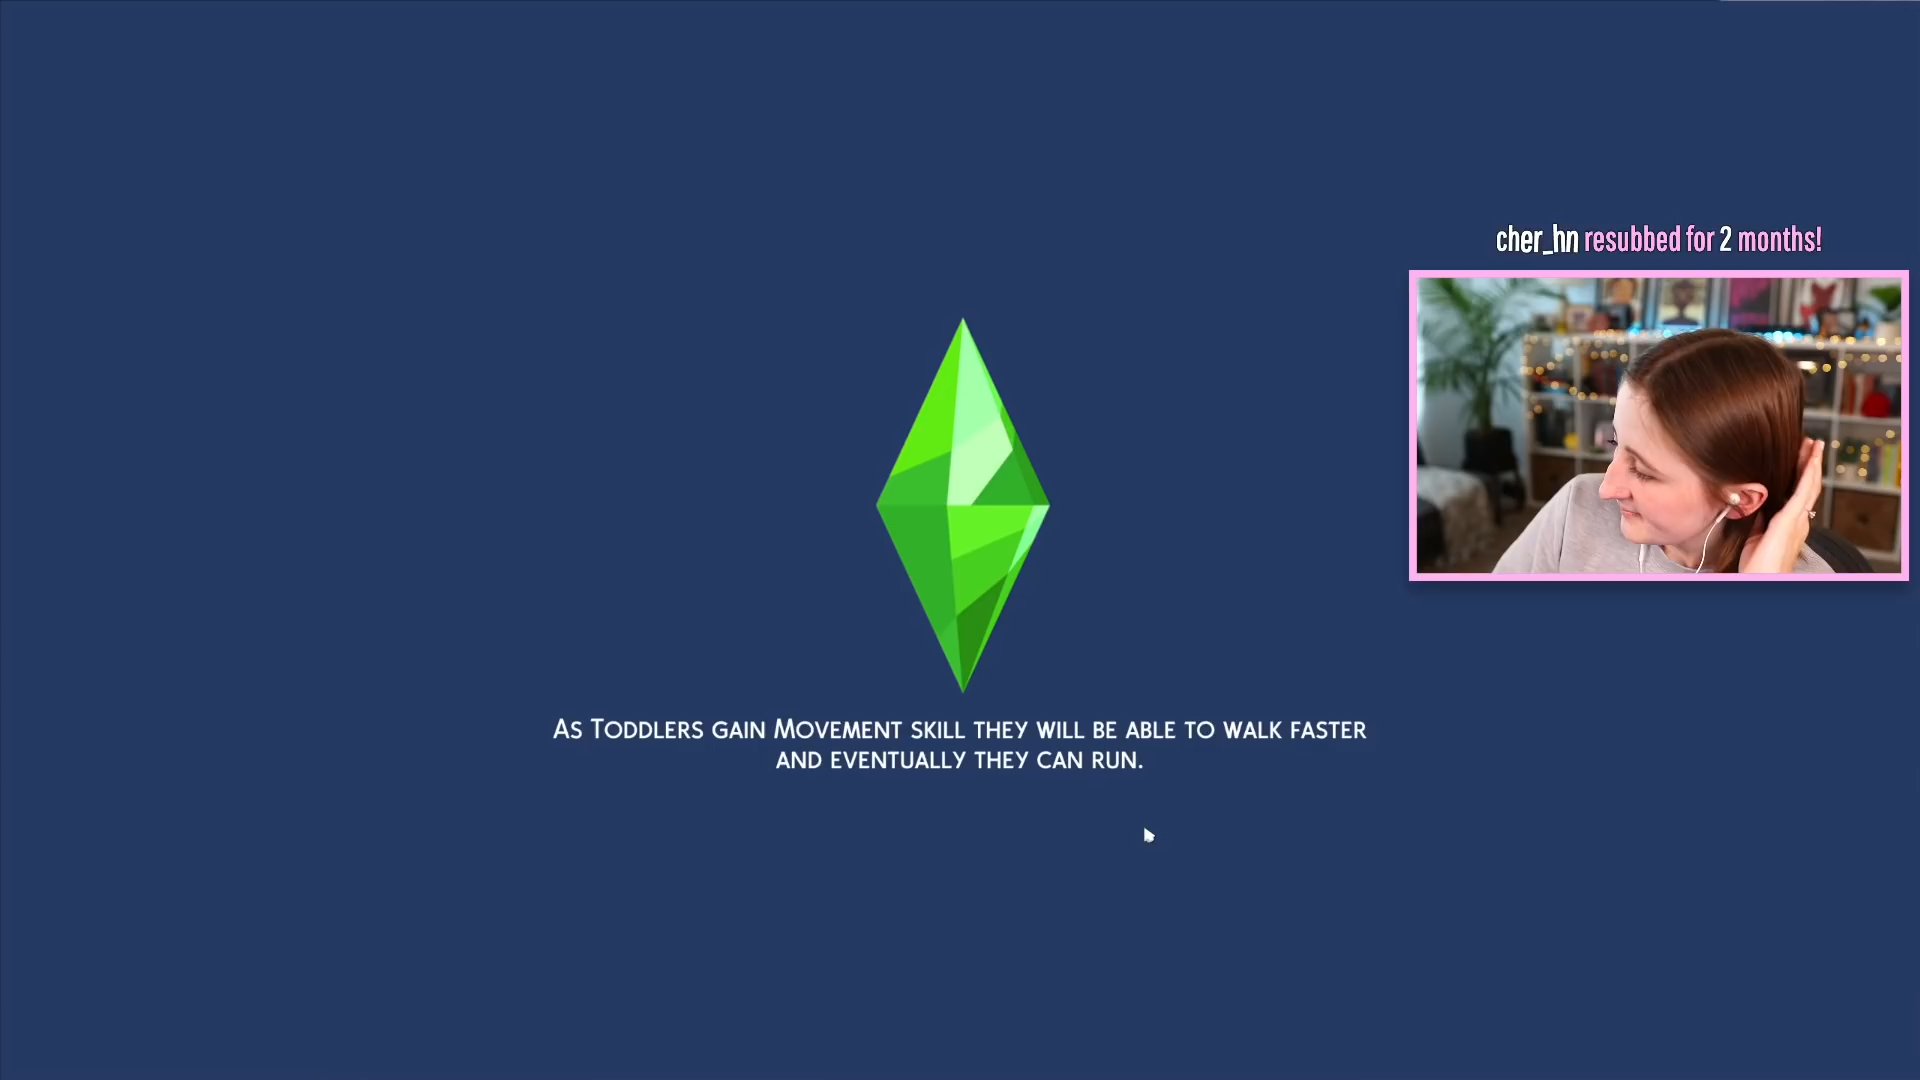 cher_hn resubbed for 2 months!
As Toddlers gain Movement skill they will be able to walk faster
and eventually they can run.